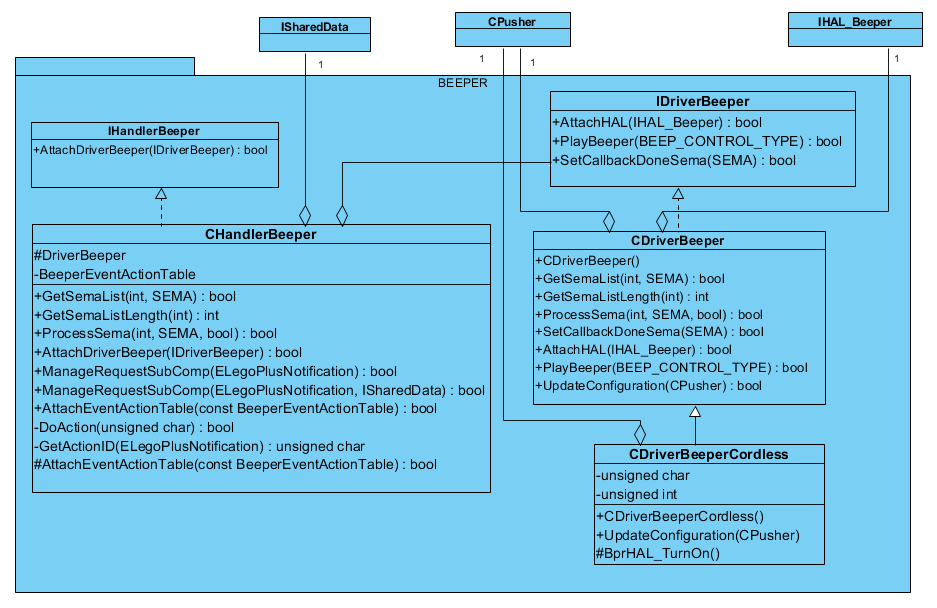 ISharedData
CPusher
IHAL_Beeper
1
1
1
1
BEEPER
IHandlerBeeper
+AttachDriverBeeper(IDriverBeeper) : bool
IDriverBeeper
+AttachHAL(IHAL_Beeper) : bool
+PlayBeeper(BEEP_CONTROL_TYPE) : bool
+SetCallbackDoneSema(SEMA) : bool
CHandlerBeeper
#DriverBeeper
-BeeperEventActionTable
+GetSemaList(int, SEMA) : bool
+GetSemaListLength(int) : int
+ProcessSema(int, SEMA, bool) : bool
+AttachDriverBeeper(IDriverBeeper) : bool
+ManageRequestSubComp(ELegoPlusNotification) : bool
+ManageRequestSubComp(ELegoPlusNotification, ISharedData) : bool
+AttachEventActionTable(const BeeperEventActionTable) : bool
-DoAction(unsigned char) : bool
-GetActionID(ELegoPlusNotification) : unsigned char
#AttachEventActionTable(const BeeperEventActionTable) : bool
CDriverBeeper
+CDriverBeeper()
+GetSemaList(int, SEMA) : bool
+GetSemaListLength(int) : int
+ProcessSema(int, SEMA, bool) : bool
+SetCallbackDoneSema(SEMA) : bool
+AttachHAL(IHAL_Beeper) : bool
+PlayBeeper(BEEP_CONTROL_TYPE) : bool
+UpdateConfiguration(CPusher) : bool
CDriverBeeperCordless
-unsigned char
-unsigned int
+CDriverBeeperCordless()
+UpdateConfiguration(CPusher)
#BprHAL_TurnOn()